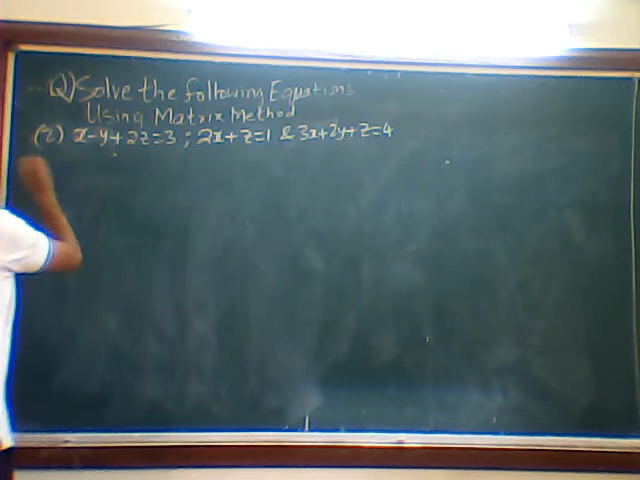 Q) Solve the following Equations
Using Matrix Method
(2) x-y+2z=3 ; 2x+z=1 & 3x+2y+z=4